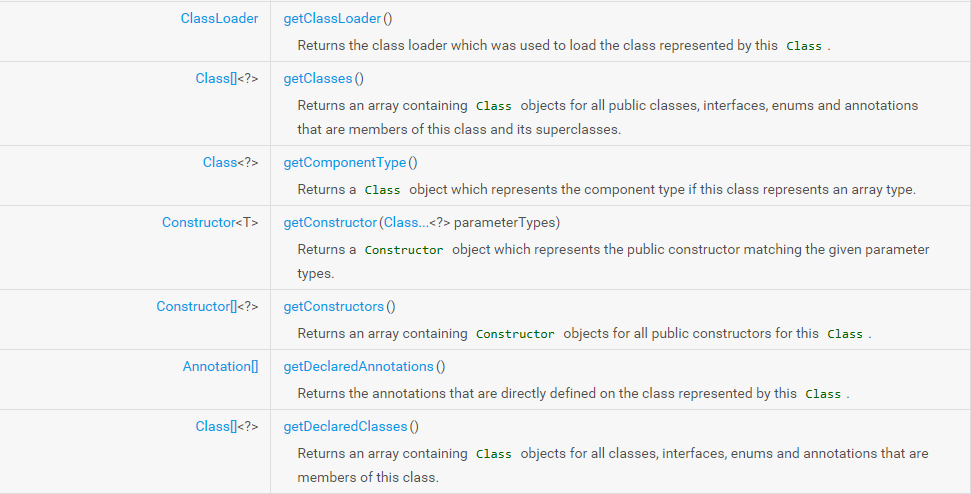 ClassLoader getClassLoader()
Returns the class loader which was used to load the class represented by this Class .
Class[]<?> getClasses()
Returns an array containing Class objects for all public classes, interfaces, enums and annotations
that are members of this class and its superclasses.
Class<?> getComponentType()
Returns a Class object which represents the component type if this class represents an array type.
Constructor<T> getConstructor(Class...<?> parameterTypes)
Returns a Constructor object which represents the public constructor matching the given parameter
types.
Constructor[]<?> getConstructors()
Returns an array containing Constructor objects for all public constructors for this Class .
Annotation[] getDeclaredAnnotations()
Returns the annotations that are directly defined on the class represented by this Class .
Class[]<?> getDeclaredClasses()
Returns an array containing Class objects for all classes, interfaces, enums and annotations that are
members of this class.